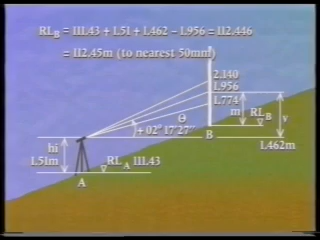 RLB = 111.43 + 1.51 + 1.462 - 1.956 = 112.446
= 112.45m (to nearest 50mm)
2.140
1.956
1.774
m
RLB
v
θ
+ 02° 17'27"
B
1.462m
hi
1.51m
RLA 111.43
A